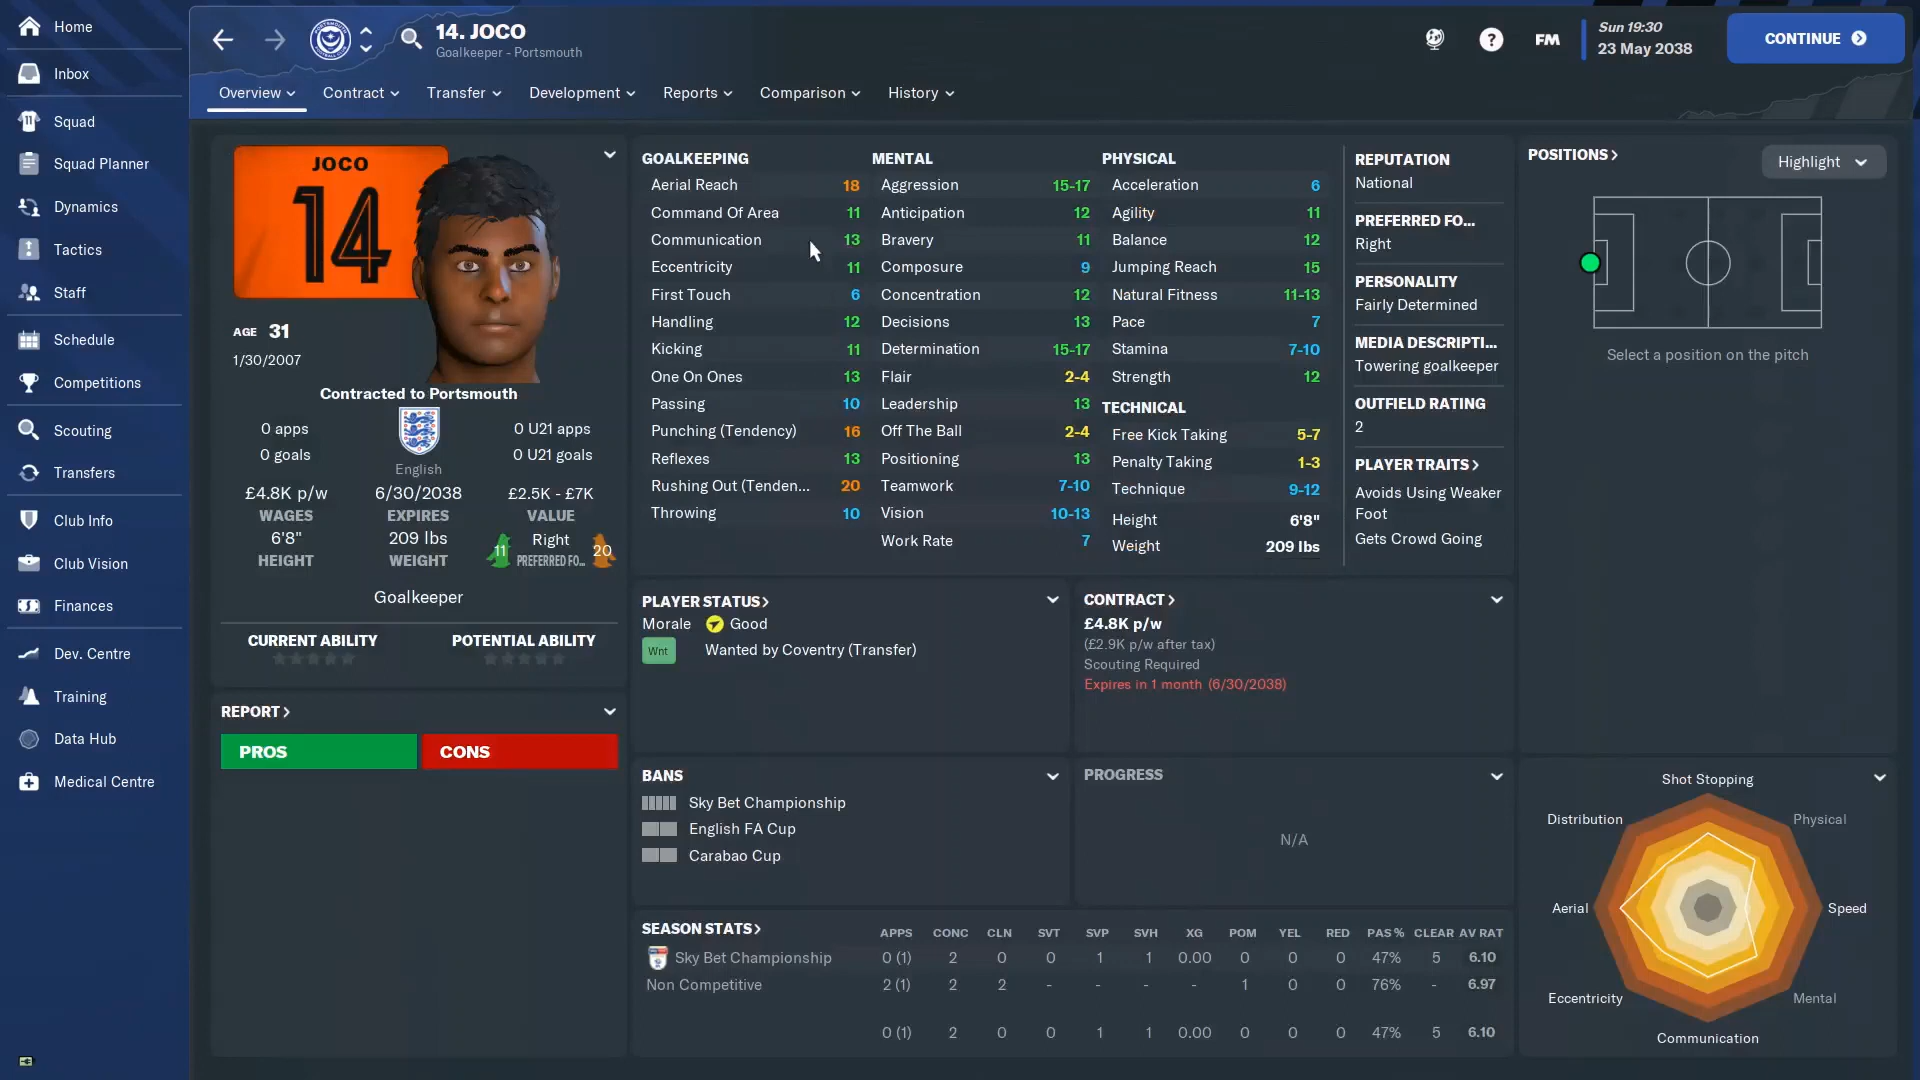 Home
Inbox
Squad
Squad Planner
Dynamics
Tactics
Staff
Schedule
Competitions
Scouting
Transfers
Club Info
Club Vision
Finances
Dev. Centre
Training
Data Hub
Medical Centre
14. JOCO
Goalkeeper - Portsmouth
? FM Sun 19:30
23 May 2038
CONTINUE
Overview Contract Transfer Development Reports Comparison History
JOCO
14
AGE 31
1/30/2007
Contracted to Portsmouth
0 apps 0 U21 apps
0 goals 0 U21 goals
English
£4.8K p/w 6/30/2038 £2.5K - £7K
WAGES EXPIRES VALUE
6'8" 209 lbs 11 Right 20
HEIGHT WEIGHT PREFERRED FO...
Goalkeeper
CURRENT ABILITY POTENTIAL ABILITY
REPORT
PROS CONS
GOALKEEPING
Aerial Reach 18
Command Of Area 11
Communication 13
Eccentricity 11
First Touch 6
Handling 12
Kicking 11
One On Ones 13
Passing 10
Punching (Tendency) 16
Reflexes 13
Rushing Out (Tenden... 20
Throwing 10
MENTAL
Aggression 15-17
Anticipation 12
Bravery 11
Composure 9
Concentration 12
Decisions 13
Determination 15-17
Flair 2-4
Leadership 13
Off The Ball 2-4
Positioning 13
Teamwork 7-10
Vision 10-13
Work Rate 7
PHYSICAL
Acceleration 6
Agility 11
Balance 12
Jumping Reach 15
Natural Fitness 11-13
Pace 7
Stamina 7-10
Strength 12
TECHNICAL
Free Kick Taking 5-7
Penalty Taking 1-3
Technique 9-12
Height 6'8"
Weight 209 lbs
REPUTATION
National
PREFERRED FO...
Right
PERSONALITY
Fairly Determined
MEDIA DESCRIPTI...
Towering goalkeeper
OUTFIELD RATING
2
PLAYER TRAITS
Avoids Using Weaker
Foot
Gets Crowd Going
POSITIONS
Highlight
Select a position on the pitch
PLAYER STATUS
Morale Good
Wnt Wanted by Coventry (Transfer)
CONTRACT
£4.8K p/w
(£2.9K p/w after tax)
Scouting Required
Expires in 1 month (6/30/2038)
BANS
Sky Bet Championship
English FA Cup
Carabao Cup
PROGRESS
N/A
SEASON STATS APPS CONC CLN SVT SVP SVH XG POM YEL RED PAS % CLEAR AV RAT
Sky Bet Championship 0 (1) 2 0 0 1 1 0.00 0 0 0 47% 5 6.10
Non Competitive 2 (1) 2 2 - - - - 1 0 0 76% - 6.97
0 (1) 2 0 0 1 1 0.00 0 0 0 47% 5 6.10
Shot Stopping
Distribution Physical
Aerial Speed
Eccentricity Mental
Communication